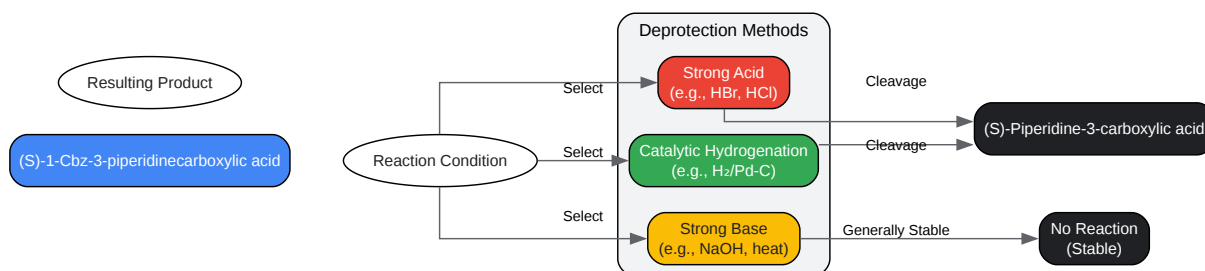 Deprotection Methods
Resulting Product
Strong Acid
(e.g., HBr, HCl)
Select
Cleavage
(S)-1-Cbz-3-piperidinecarboxylic acid
Reaction Condition
Select
Catalytic Hydrogenation
(e.g., H₂/Pd-C)
Cleavage
(S)-Piperidine-3-carboxylic acid
Select
Strong Base
(e.g., NaOH, heat)
Generally Stable
No Reaction
(Stable)